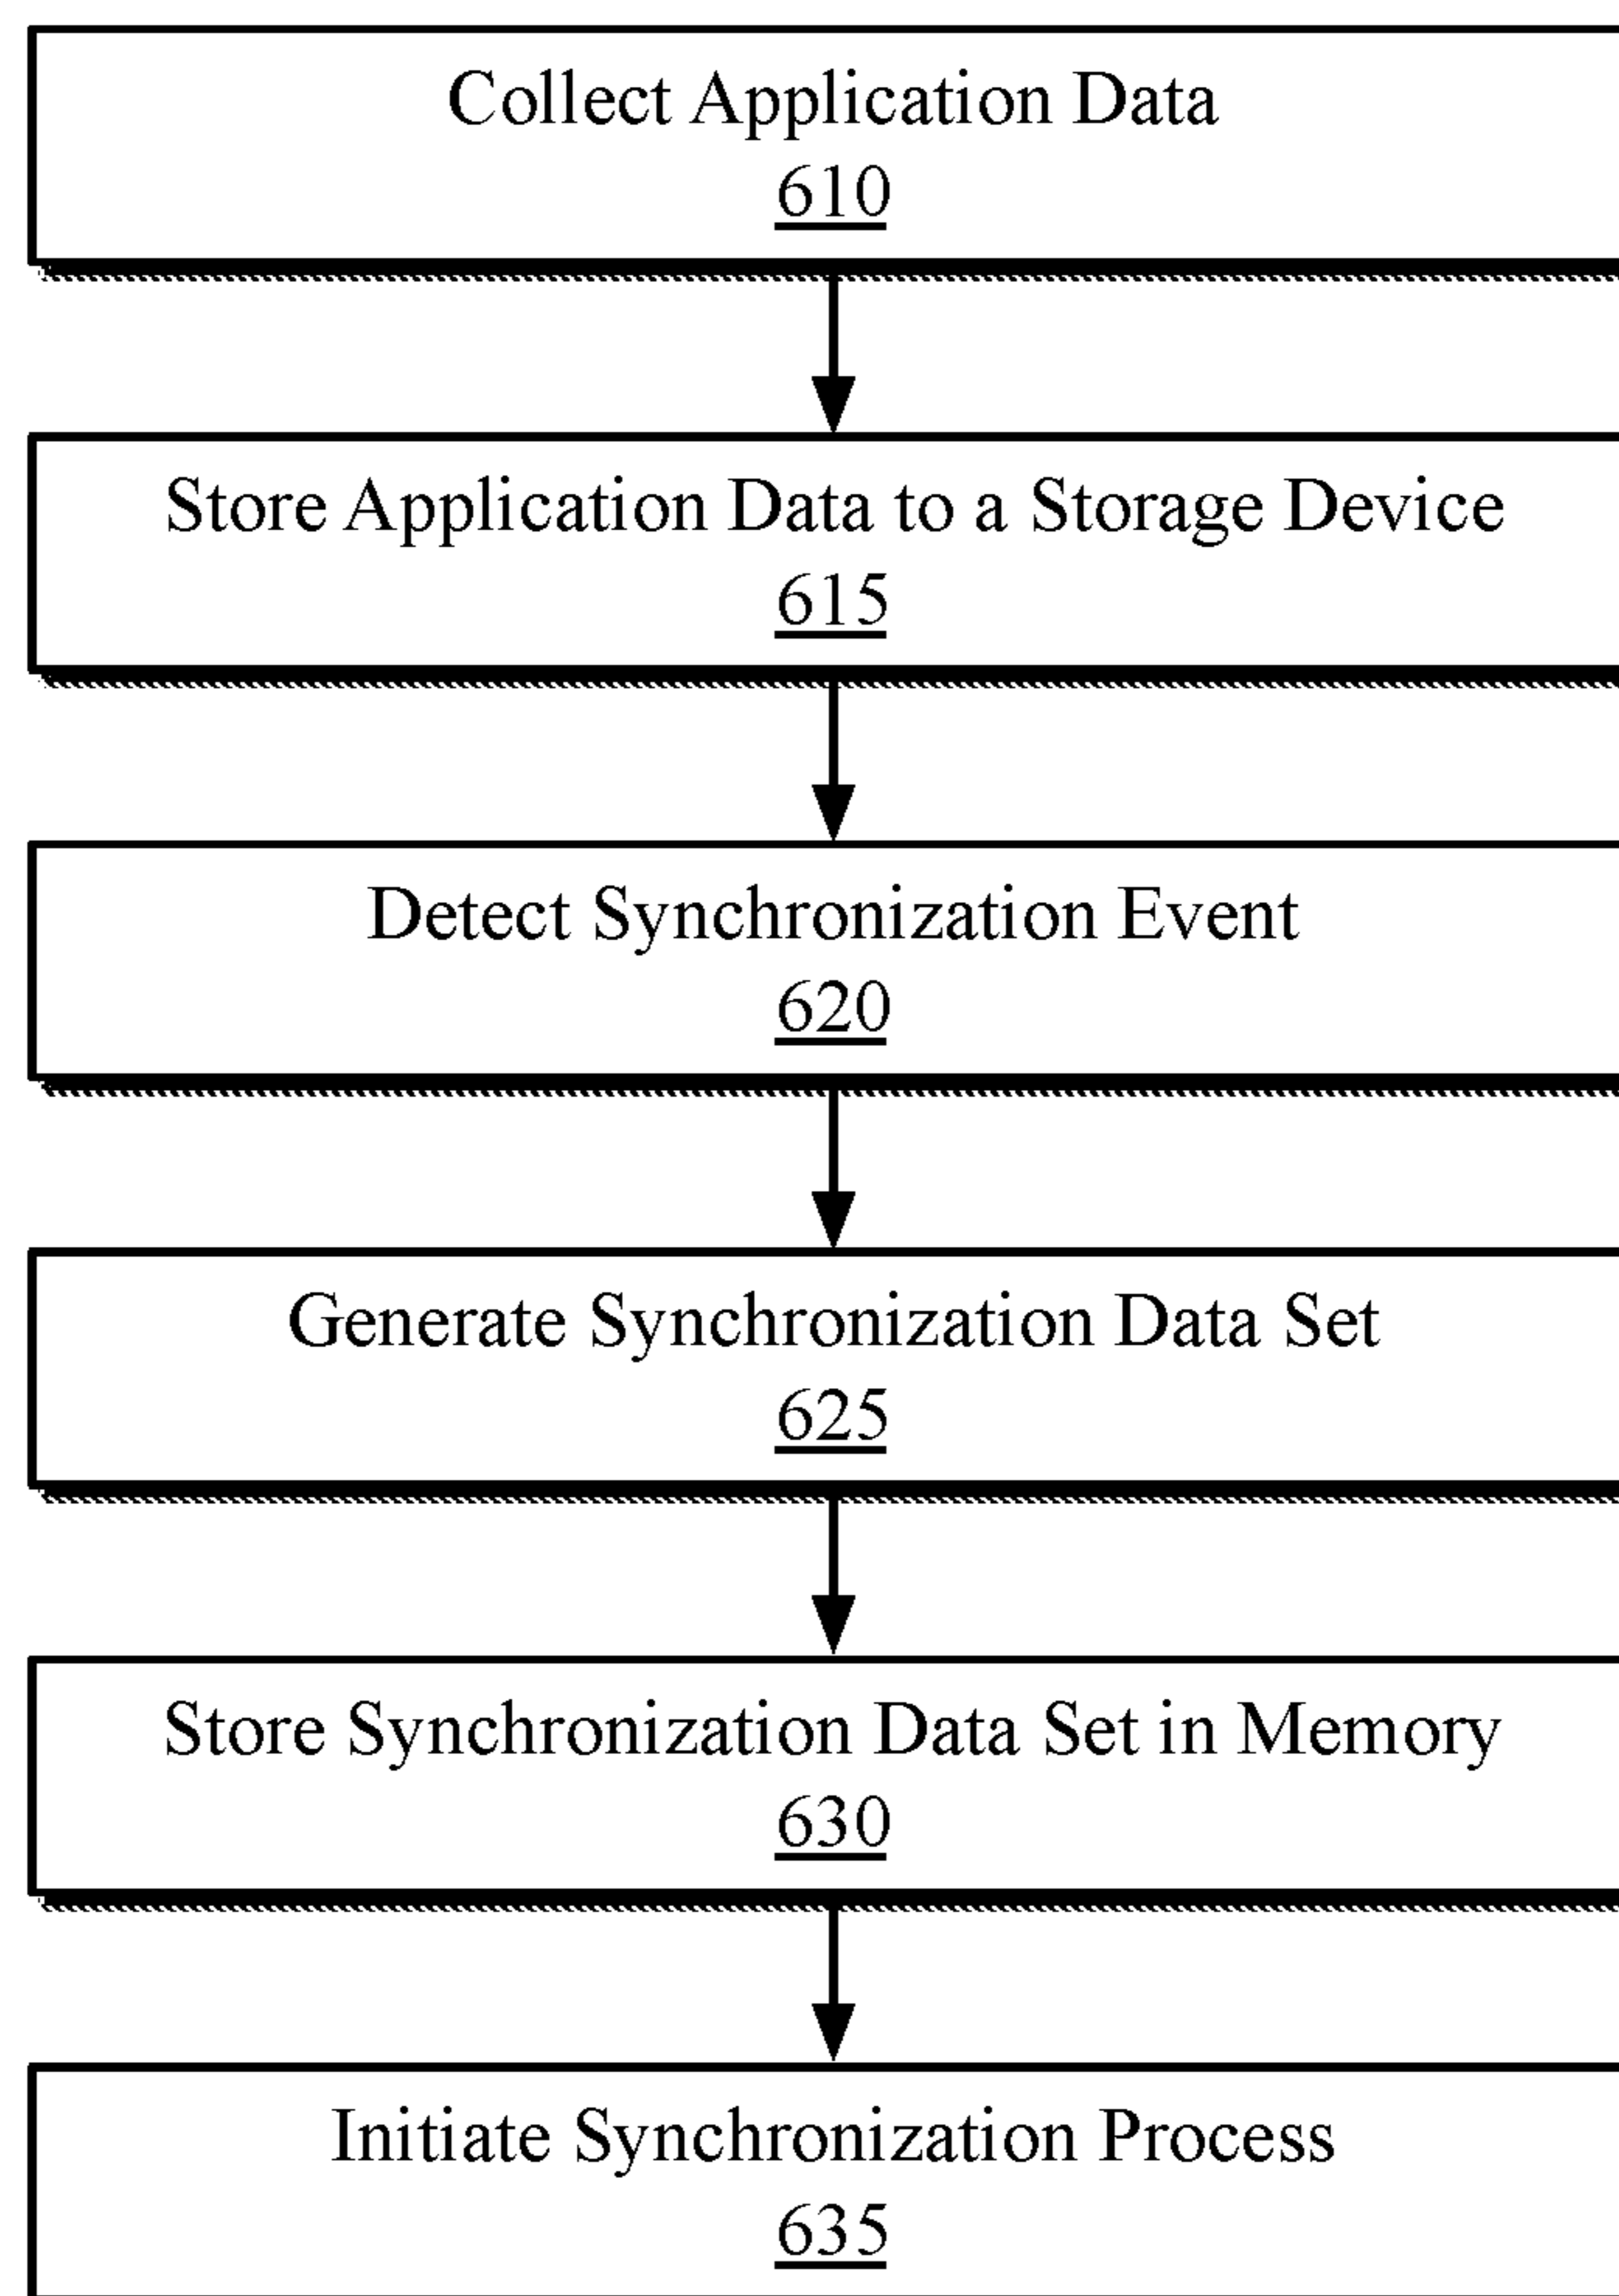 Collect Application Data
610
Store Application Data to a Storage Device
615
Detect Synchronization Event
620
Generate Synchronization Data Set
625
Store Synchronization Data Set in Memory
630
Initiate Synchronization Process
635